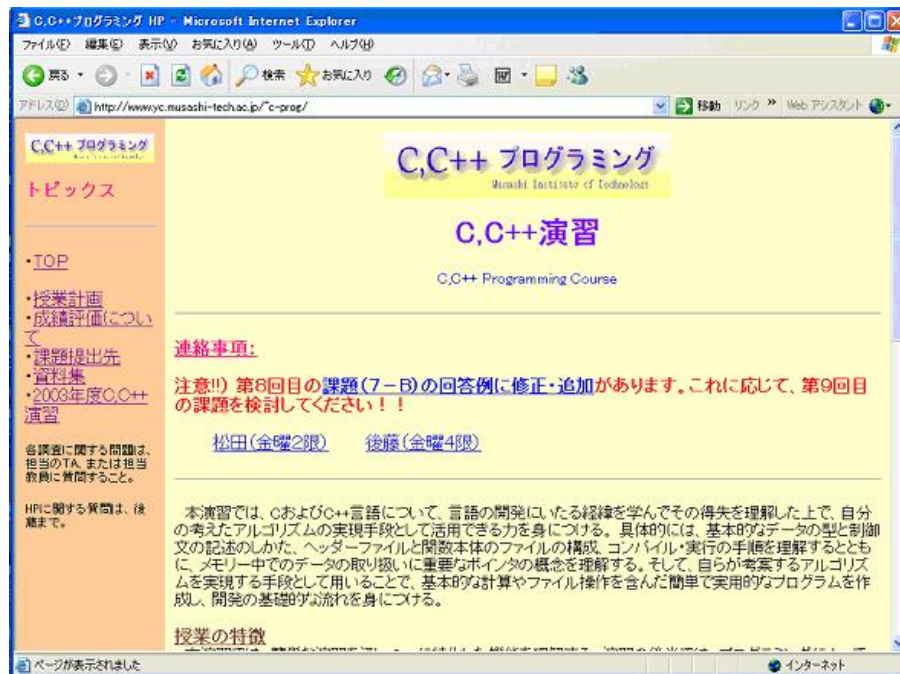 C,C++プログラミング HP - Microsoft Internet Explorer
ファイル(F) 編集(E) 表示(V) お気に入り(A) ツール(T) ヘルプ(H)
戻る 検索 お気に入り
アドレス(D) http://www.yc.musashi-tech.ac.jp/~c-prog/ 移動 リンク » Web アシスタント
C,C++ プログラミング
トピックス
・TOP
・授業計画
・成績評価につい
て
・課題提出先
・資料集
・2003年度C,C++
演習
各調査に関する問題は、
担当のTA、または担当
教員に質問すること。
HPに関する質問は、後
藤まで。
C,C++ プログラミング
Musashi Institute of Technology
C,C++演習
C,C++ Programming Course
連絡事項:
注意!!) 第8回目の課題(7-B)の回答例に修正・追加があります。これに応じて、第9回目
の課題を検討してください！！
松田(金曜2限) 後藤(金曜4限)
本演習では、CおよびC++言語について、言語の開発にいたる経緯を学んでその得失を理解した上で、自分
の考えたアルゴリズムの実現手段として活用できる力を身につける。具体的には、基本的なデータの型と制御
文の記述のしかた、ヘッダーファイルと関数本体のファイルの構成、コンパイル・実行の手順を理解するととも
に、メモリー中でのデータの取り扱いに重要なポインタの概念を理解する。そして、自らが考案するアルゴリズ
ムを実現する手段として用いることで、基本的な計算やファイル操作を含んだ簡単で実用的なプログラムを作
成し、開発の基礎的な流れを身につける。
授業の特徴
ページが表示されました インターネット